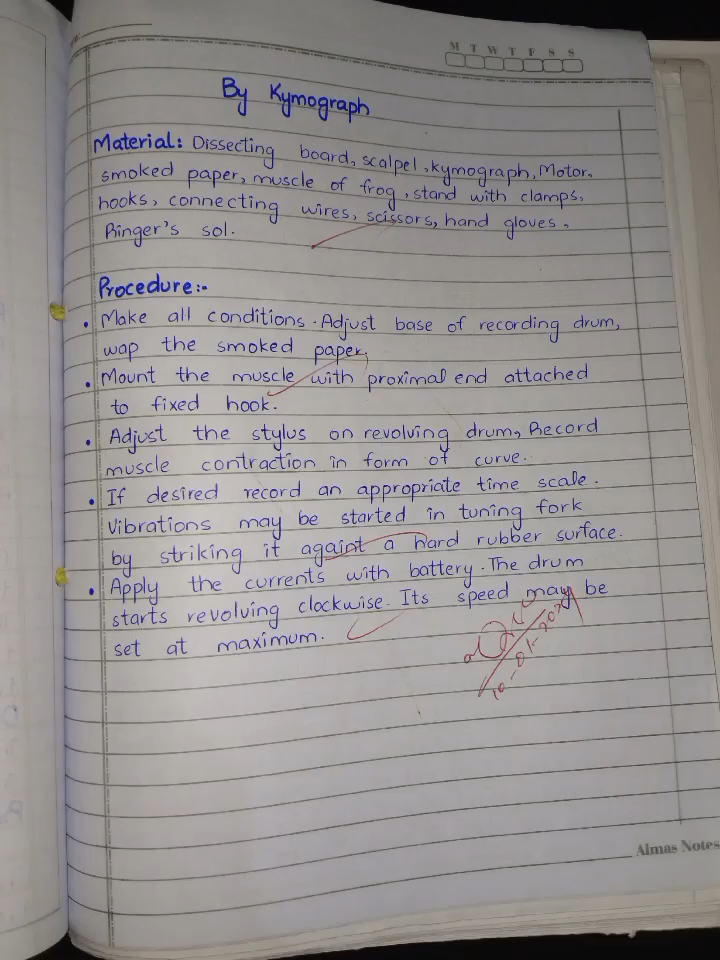 M T W T F S S
By Kymograph
Material: Dissecting board, scalpel, kymograph, Motor,
smoked paper, muscle of frog, stand with clamps,
hooks, connecting wires, scissors, hand gloves,
Ringer's sol.
Procedure:-
• Make all conditions. Adjust base of recording drum,
wap the smoked paper.
• Mount the muscle with proximal end attached
to fixed hook.
• Adjust the stylus on revolving drum, Record
muscle contraction in form of curve.
• If desired record an appropriate time scale.
Vibrations may be started in tuning fork
by striking it againt a hard rubber surface.
• Apply the currents with battery. The drum
starts revolving clockwise. Its speed may be
set at maximum.
Almas Notes